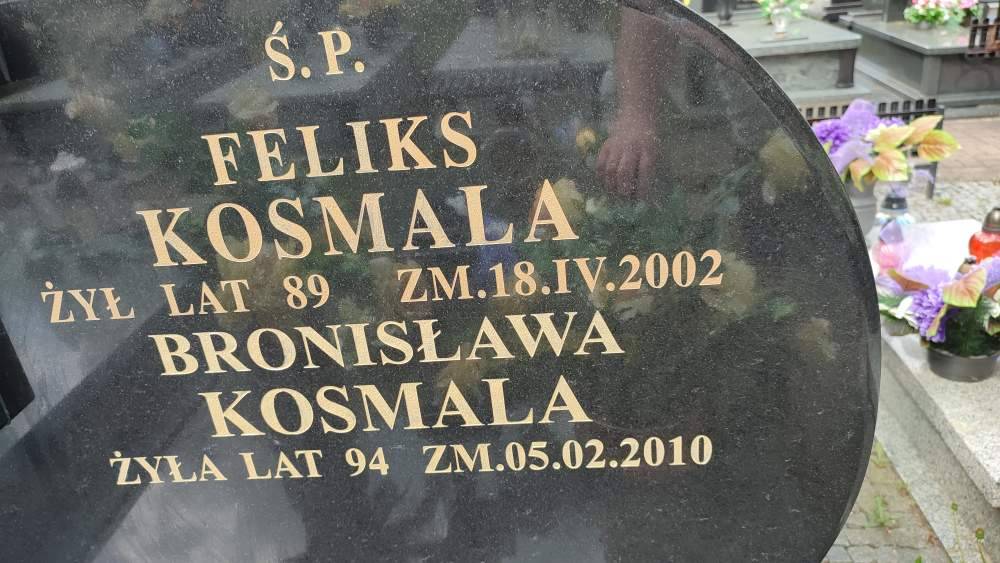 Ś.P.
FELIKS
KOSMALA
ŻYŁ LAT 89 ZM.18.IV.2002
BRONISŁAWA
KOSMALA
ŻYŁA LAT 94 ZM.05.02.2010